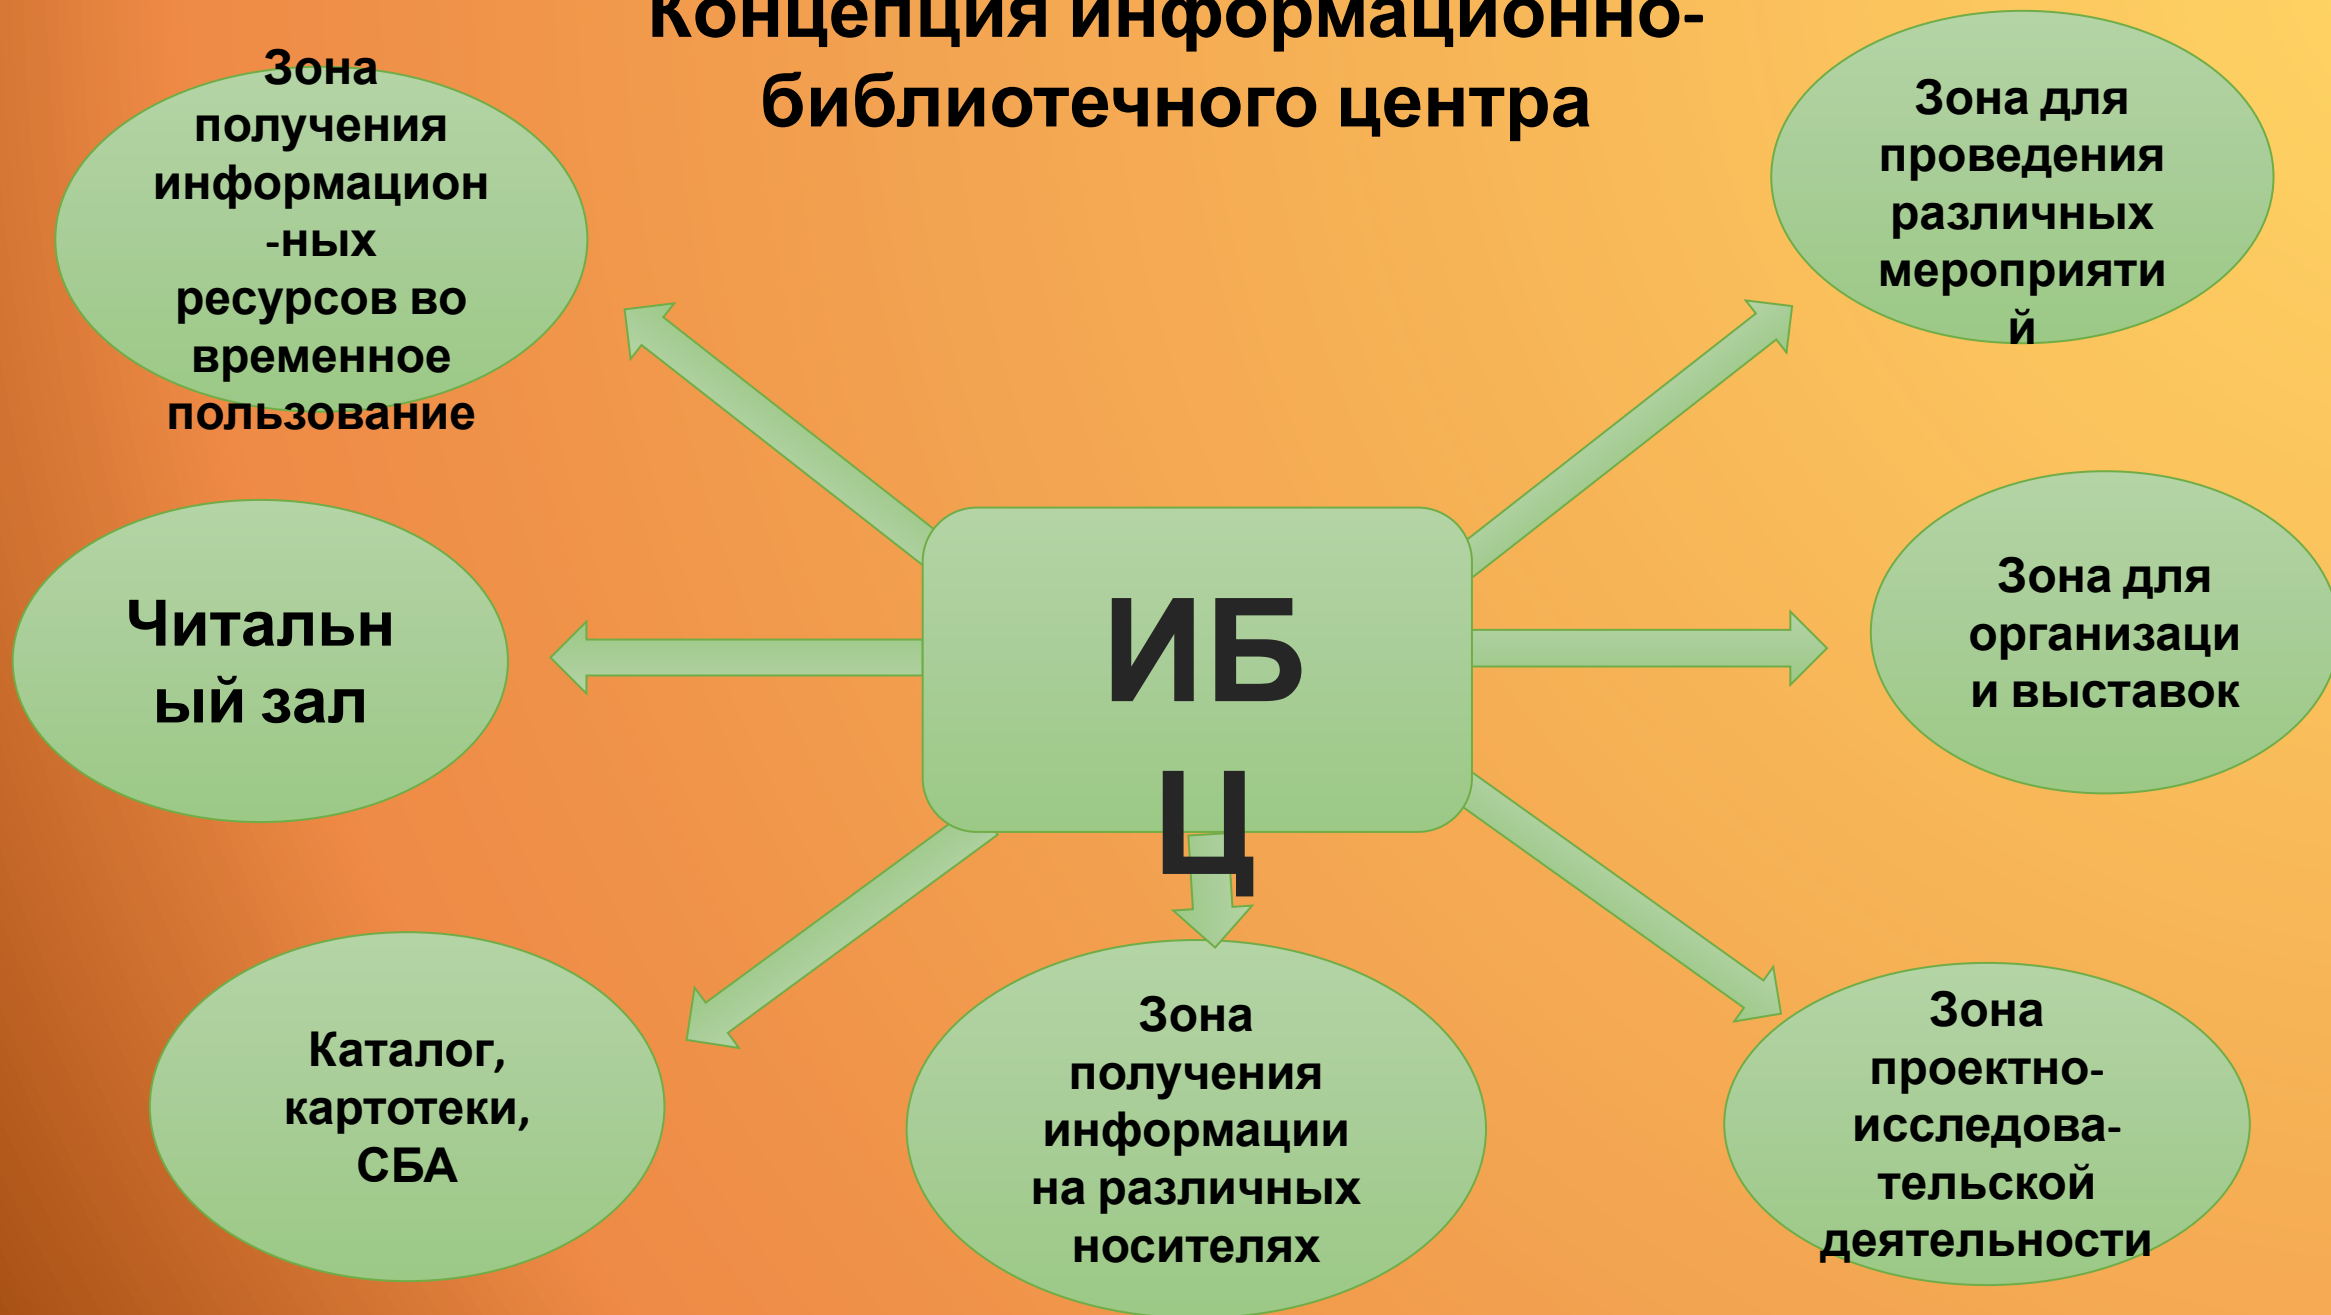 Концепция информационно-
библиотечного центра
Зона
получения
информацион
-ных
ресурсов во
временное
пользование
Зона для
проведения
различных
мероприяти
й
Читальн
ый зал
ИБ
Ц
Зона для
организаци
и выставок
Каталог,
картотеки,
СБА
Зона
получения
информации
на различных
носителях
Зона
проектно-
исследова-
тельской
деятельности